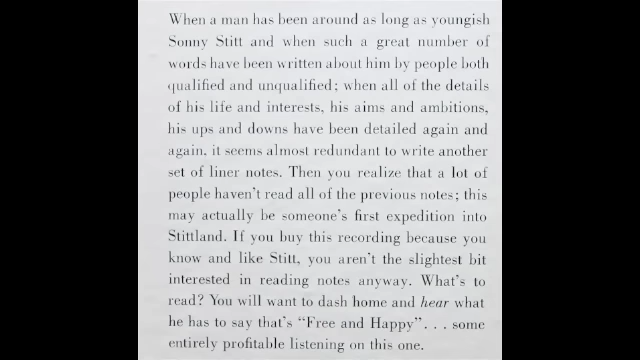 When a man has been around as long as youngish
Sonny Stitt and when such a great number of
words have been written about him by people both
qualified and unqualified; when all of the details
of his life and interests, his aims and ambitions,
his ups and downs have been detailed again and
again, it seems almost redundant to write another
set of liner notes. Then you realize that a lot of
people haven't read all of the previous notes; this
may actually be someone's first expedition into
Stittland. If you buy this recording because you
know and like Stitt, you aren't the slightest bit
interested in reading notes anyway. What's to
read? You will want to dash home and hear what
he has to say that's "Free and Happy". . . some
entirely profitable listening on this one.